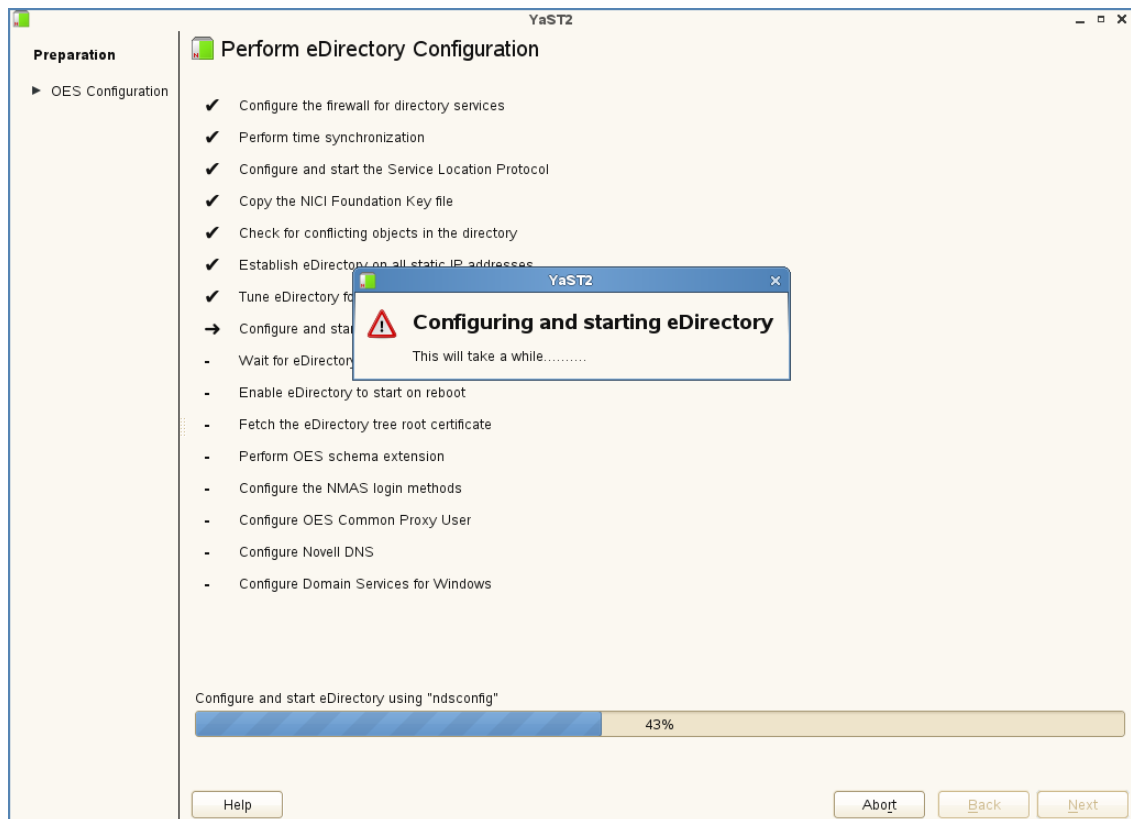 YaST2
Preparation
OES Configuration
Perform eDirectory Configuration
Configure the firewall for directory services
Perform time synchronization
Configure and start the Service Location Protocol
Copy the NICI Foundation Key file
Check for conflicting objects in the directory
Establish eDirectory on all static IP addresses
Tune eDirectory fo
Configure and star
Wait for eDirectory
YaST2
Configuring and starting eDirectory
This will take a while..........
Enable eDirectory to start on reboot
Fetch the eDirectory tree root certificate
Perform OES schema extension
Configure the NMAS login methods
Configure OES Common Proxy User
Configure Novell DNS
Configure Domain Services for Windows
Configure and start eDirectory using "ndsconfig"
43%
Help
Abort
Back
Next